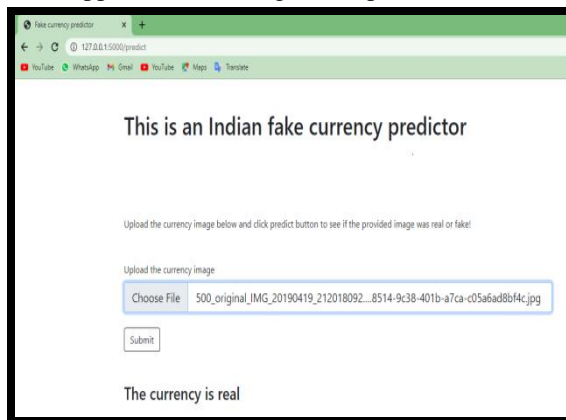 Fake currency predictor
127.0.0.1:5000/predict
YouTube WhatsApp Gmail YouTube Maps Translate
This is an Indian fake currency predictor
Upload the currency image below and click predict button to see if the provided image was real or fake!
Upload the currency image
Choose File 500_original_IMG_20190419_212018092....8514-9c38-401b-a7ca-c05a6ad8bf4c.jpg
Submit
The currency is real